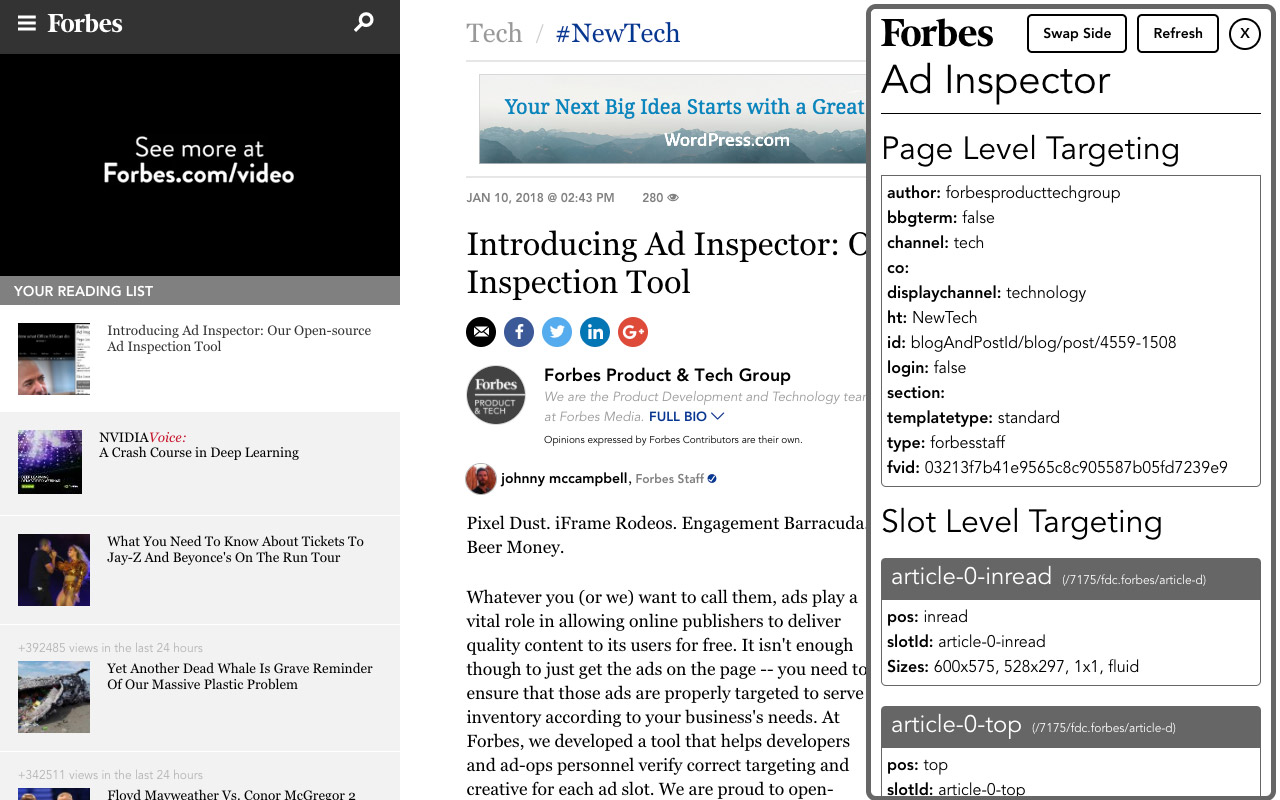 Forbes
See more at
Forbes.com/video
YOUR READING LIST
Introducing Ad Inspector: Our Open-source
Ad Inspection Tool
NVIDIAVoice:
A Crash Course in Deep Learning
What You Need To Know About Tickets To
Jay-Z And Beyonce's On The Run Tour
+392485 views in the last 24 hours
Yet Another Dead Whale Is Grave Reminder
Of Our Massive Plastic Problem
+342511 views in the last 24 hours
Floyd Mayweather Vs. Conor McGregor 2
Tech / #NewTech
Your Next Big Idea Starts with a Great
WordPress.com
JAN 10, 2018 @ 02:43 PM 280
Introducing Ad Inspector: O
Inspection Tool
Forbes
PRODUCT
& TECH
Forbes Product & Tech Group
We are the Product Development and Technology team
at Forbes Media. FULL BIO
Opinions expressed by Forbes Contributors are their own.
johnny mccampbell, Forbes Staff
Pixel Dust. iFrame Rodeos. Engagement Barracuda.
Beer Money.
Whatever you (or we) want to call them, ads play a
vital role in allowing online publishers to deliver
quality content to its users for free. It isn't enough
though to just get the ads on the page -- you need to
ensure that those ads are properly targeted to serve
inventory according to your business's needs. At
Forbes, we developed a tool that helps developers
and ad-ops personnel verify correct targeting and
creative for each ad slot. We are proud to open-
Forbes
Swap Side
Refresh
X
Ad Inspector
Page Level Targeting
author: forbesproducttechgroup
bbgterm: false
channel: tech
co:
displaychannel: technology
ht: NewTech
id: blogAndPostId/blog/post/4559-1508
login: false
section:
templatetype: standard
type: forbesstaff
fvid: 03213f7b41e9565c8c905587b05fd7239e9
Slot Level Targeting
article-0-inread (/7175/fdc.forbes/article-d)
pos: inread
slotId: article-0-inread
Sizes: 600x575, 528x297, 1x1, fluid
article-0-top (/7175/fdc.forbes/article-d)
pos: top
slotId: article-0-top